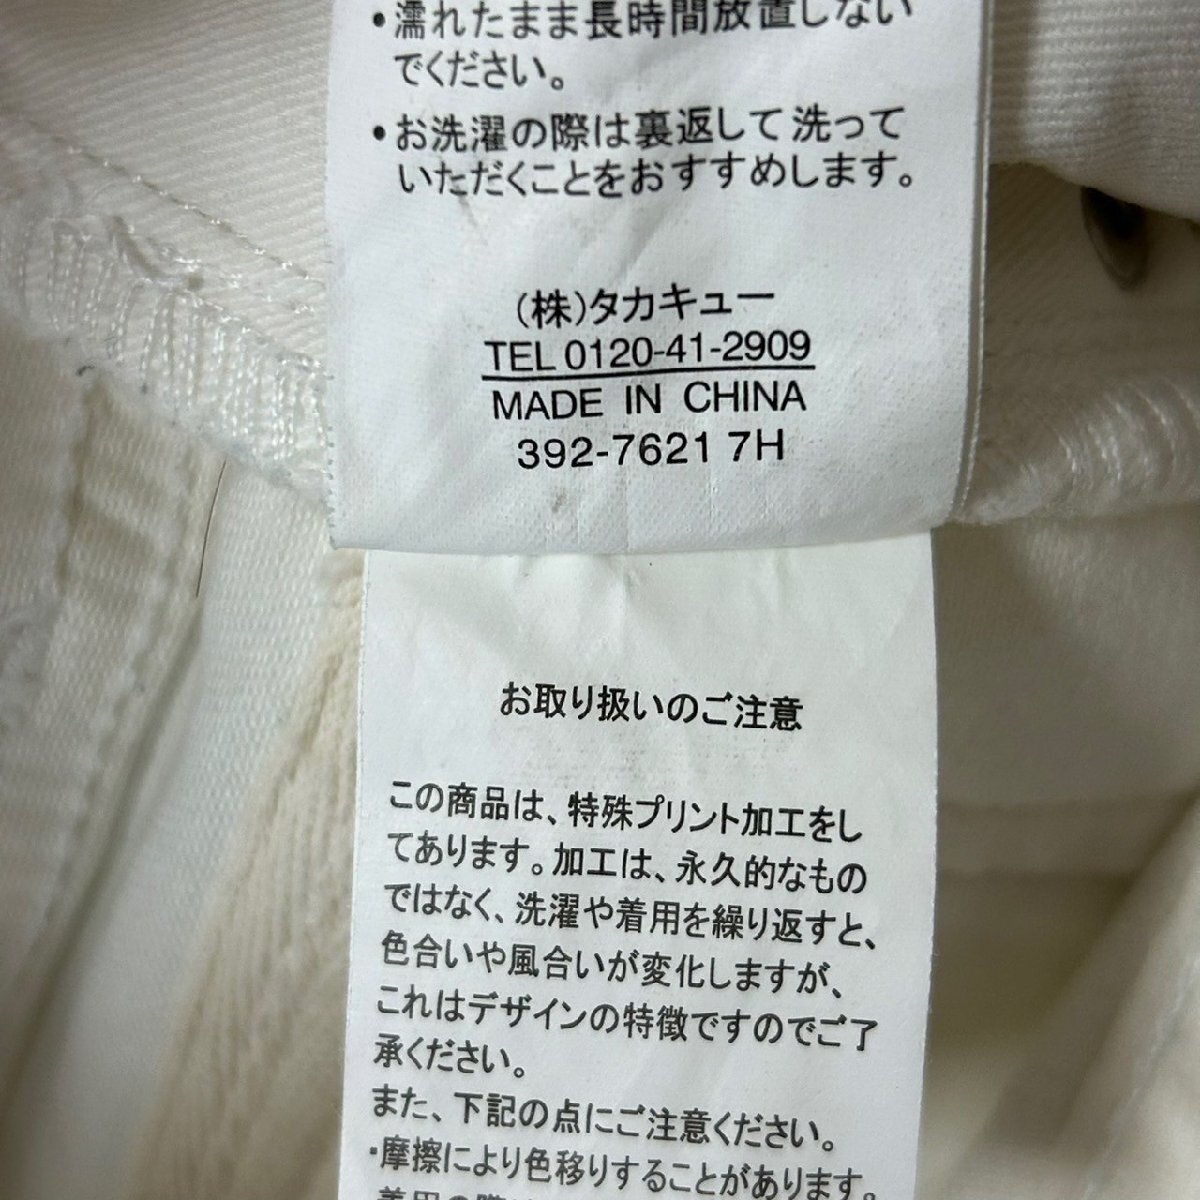 ・濡れたまま長時間放置しない
でください。
・お洗濯の際は裏返して洗って
いただくことをおすすめします。
(株)タカキュー
TEL 0120-41-2909
MADE IN CHINA
392-7621 7H
お取り扱いのご注意
この商品は、特殊プリント加工をし
てあります。加工は、永久的なもの
ではなく、洗濯や着用を繰り返すと、
色合いや風合いが変化しますが、
これはデザインの特徴ですのでご了
承ください。
また、下記の点にご注意ください。
・摩擦により色移りすることがあります。